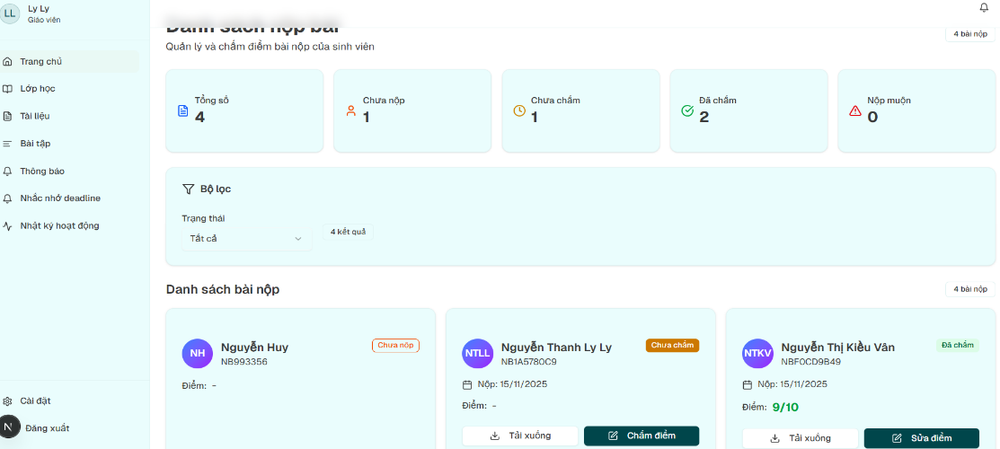 LL
Ly Ly
Giáo viên
Trang chủ
Lớp học
Tài liệu
Bài tập
Thông báo
Nhắc nhở deadline
Nhật ký hoạt động
Cài đặt
N
Đăng xuất
Danh sách nộp bài
Quản lý và chấm điểm bài nộp của sinh viên
4 bài nộp
Tổng số
4
Chưa nộp
1
Chưa chấm
1
Đã chấm
2
Nộp muộn
0
Bộ lọc
Trạng thái
Tất cả
4 kết quả
Danh sách bài nộp
4 bài nộp
NH
Nguyễn Huy
NB993356
Chưa nộp
Điểm: -
NTLL
Nguyễn Thanh Ly Ly
NB1A5780C9
Chưa chấm
Nộp: 15/11/2025
Điểm: -
Tải xuống
Chấm điểm
NTKV
Nguyễn Thị Kiều Vân
NBF0CD9B49
Đã chấm
Nộp: 15/11/2025
Điểm: 9/10
Tải xuống
Sửa điểm